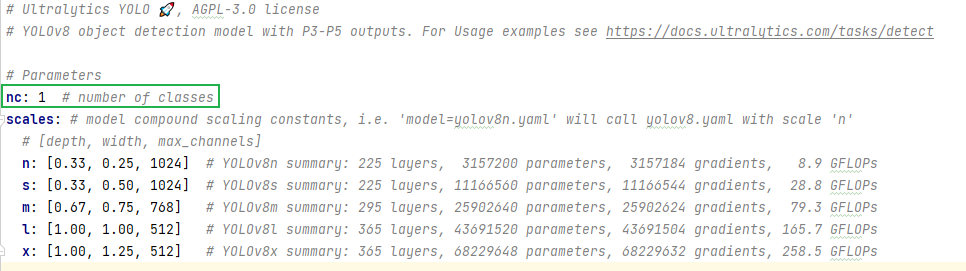 # Ultralytics YOLO 🚀, AGPL-3.0 license
# YOLOv8 object detection model with P3-P5 outputs. For Usage examples see https://docs.ultralytics.com/tasks/detect
# Parameters
nc: 1  # number of classes
scales: # model compound scaling constants, i.e. 'model=yolov8n.yaml' will call yolov8.yaml with scale 'n'
  # [depth, width, max_channels]
  n: [0.33, 0.25, 1024]  # YOLOv8n summary: 225 layers,  3157200 parameters,  3157184 gradients,   8.9 GFLOPs
  s: [0.33, 0.50, 1024]  # YOLOv8s summary: 225 layers, 11166560 parameters, 11166544 gradients,  28.8 GFLOPs
  m: [0.67, 0.75, 768]   # YOLOv8m summary: 295 layers, 25902640 parameters, 25902624 gradients,  79.3 GFLOPs
  l: [1.00, 1.00, 512]   # YOLOv8l summary: 365 layers, 43691520 parameters, 43691504 gradients, 165.7 GFLOPs
  x: [1.00, 1.25, 512]   # YOLOv8x summary: 365 layers, 68229648 parameters, 68229632 gradients, 258.5 GFLOPs